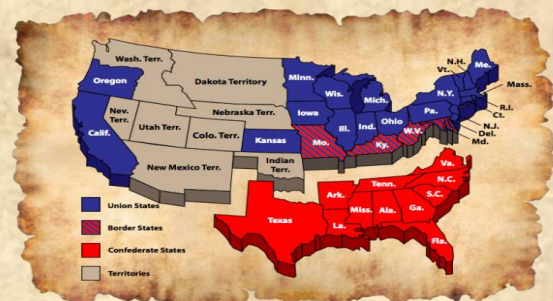 Wash. Terr.
Oregon
Dakota Territory
Minn.
Wis.
Mich.
N.H.
Vt.
Me.
Mass.
N.Y.
R.I.
Ct.
N.J.
Del.
Md.
Pa.
Nebraska Terr.
Iowa
Nev.
Terr.
Utah Terr.
Colo. Terr.
Calif.
Kansas
Mo.
Ill.
Ind.
Ohio
W.V.
Ky.
New Mexico Terr.
Indian
Terr.
Va.
N.C.
Tenn.
S.C.
Ark.
Texas
La.
Miss.
Ala.
Ga.
Fla.
Union States
Border States
Confederate States
Territories